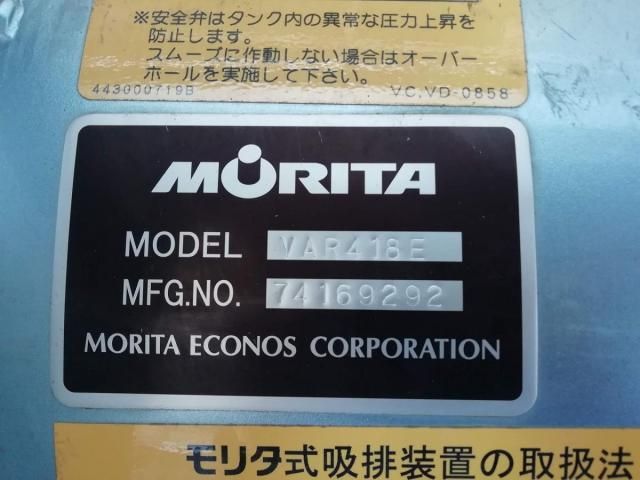 ※安全弁はタンク内の異常な圧力上昇を
防止します。
スムーズに作動しない場合はオーバー
ホールを実施して下さい。
443000719B VC,VD-0858
MORITA
MODEL VAR418E
MFG.NO. 74169292
MORITA ECONOS CORPORATION
モリタ式吸排装置の取扱法